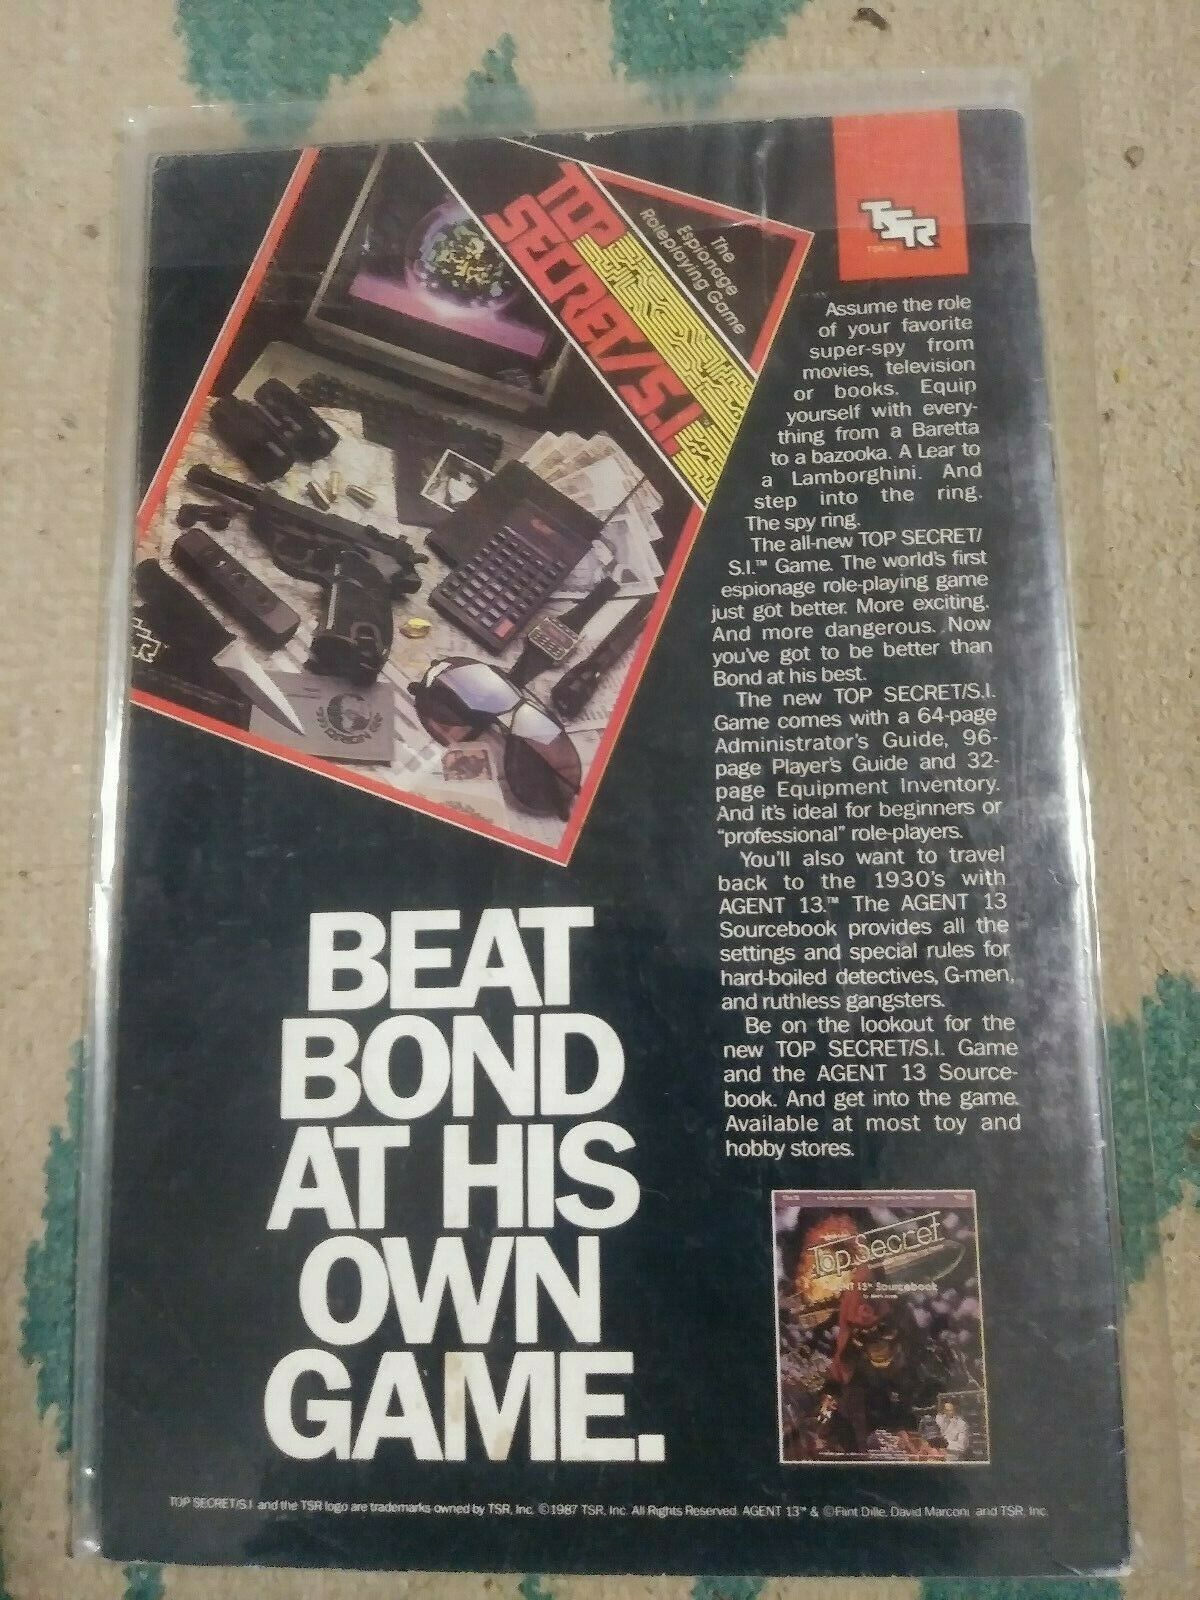 TOP
SECRET/S.I.™
The
Espionage
Roleplaying Game
TSR
Assume the role
of your favorite
super-spy from
movies, television
or books. Equip
yourself with every-
thing from a Baretta
to a bazooka. A Lear to
a Lamborghini. And
step into the ring.
The spy ring.
The all-new TOP SECRET/
S.I.™ Game. The world's first
espionage role-playing game
just got better. More exciting.
And more dangerous. Now
you've got to be better than
Bond at his best.
The new TOP SECRET/S.I.
Game comes with a 64-page
Administrator's Guide, 96-
page Player's Guide and 32-
page Equipment Inventory.
And it's ideal for beginners or
"professional" role-players.
You'll also want to travel
back to the 1930's with
AGENT 13.™ The AGENT 13
Sourcebook provides all the
settings and special rules for
hard-boiled detectives, G-men,
and ruthless gangsters.
Be on the lookout for the
new TOP SECRET/S.I. Game
and the AGENT 13 Source-
book. And get into the game.
Available at most toy and
hobby stores.
BEAT
BOND
AT HIS
OWN
GAME.
Top Secret
AGENT 13™ Sourcebook
TOP SECRET/S.I. and the TSR logo are trademarks owned by TSR, Inc. ©1987 TSR, Inc. All Rights Reserved. AGENT 13™ & ©Flint Dille, David Marconi and TSR, Inc.